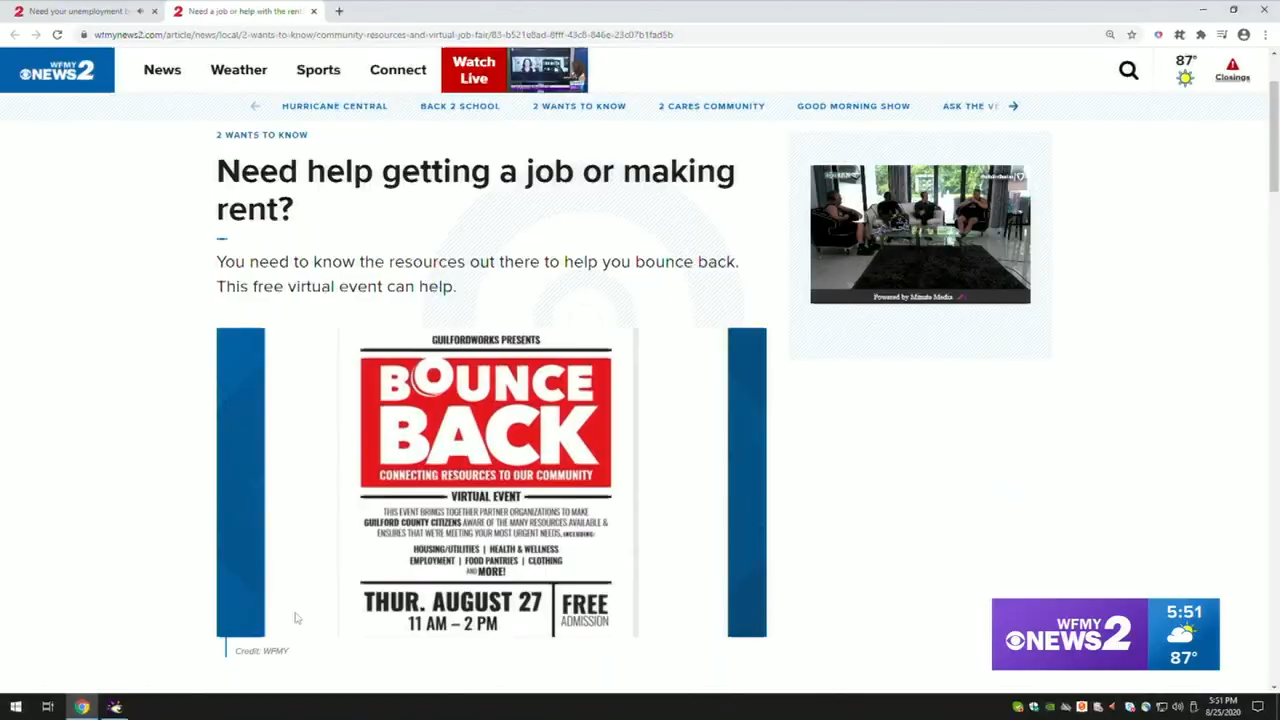 Need your unemployment b
Need a job or help with the rent
wfmynews2.com/article/news/local/2-wants-to-know/community-resources-and-virtual-job-fair/83-b521e8ad-8fff-43c8-846e-23c07b1fad5b
NEWS 2
News
Weather
Sports
Connect
Watch
Live
87°
Closings
HURRICANE CENTRAL
BACK 2 SCHOOL
2 WANTS TO KNOW
2 CARES COMMUNITY
GOOD MORNING SHOW
ASK THE VE
2 WANTS TO KNOW
Need help getting a job or making
rent?
You need to know the resources out there to help you bounce back.
This free virtual event can help.
Powered by Minute Media
GUILFORDWORKS PRESENTS
BOUNCE
BACK
CONNECTING RESOURCES TO OUR COMMUNITY
VIRTUAL EVENT
THIS EVENT BRINGS TOGETHER PARTNER ORGANIZATIONS TO MAKE
GUILFORD COUNTY CITIZENS AWARE OF THE MANY RESOURCES AVAILABLE &
ENSURES THAT WE'RE MEETING YOUR MOST URGENT NEEDS, INCLUDING:
HOUSING/UTILITIES | HEALTH & WELLNESS
EMPLOYMENT | FOOD PANTRIES | CLOTHING
AND MORE!
THUR. AUGUST 27
11 AM – 2 PM
FREE
ADMISSION
Credit: WFMY
WFMY
NEWS 2
5:51
87°
5:51 PM
8/25/2020